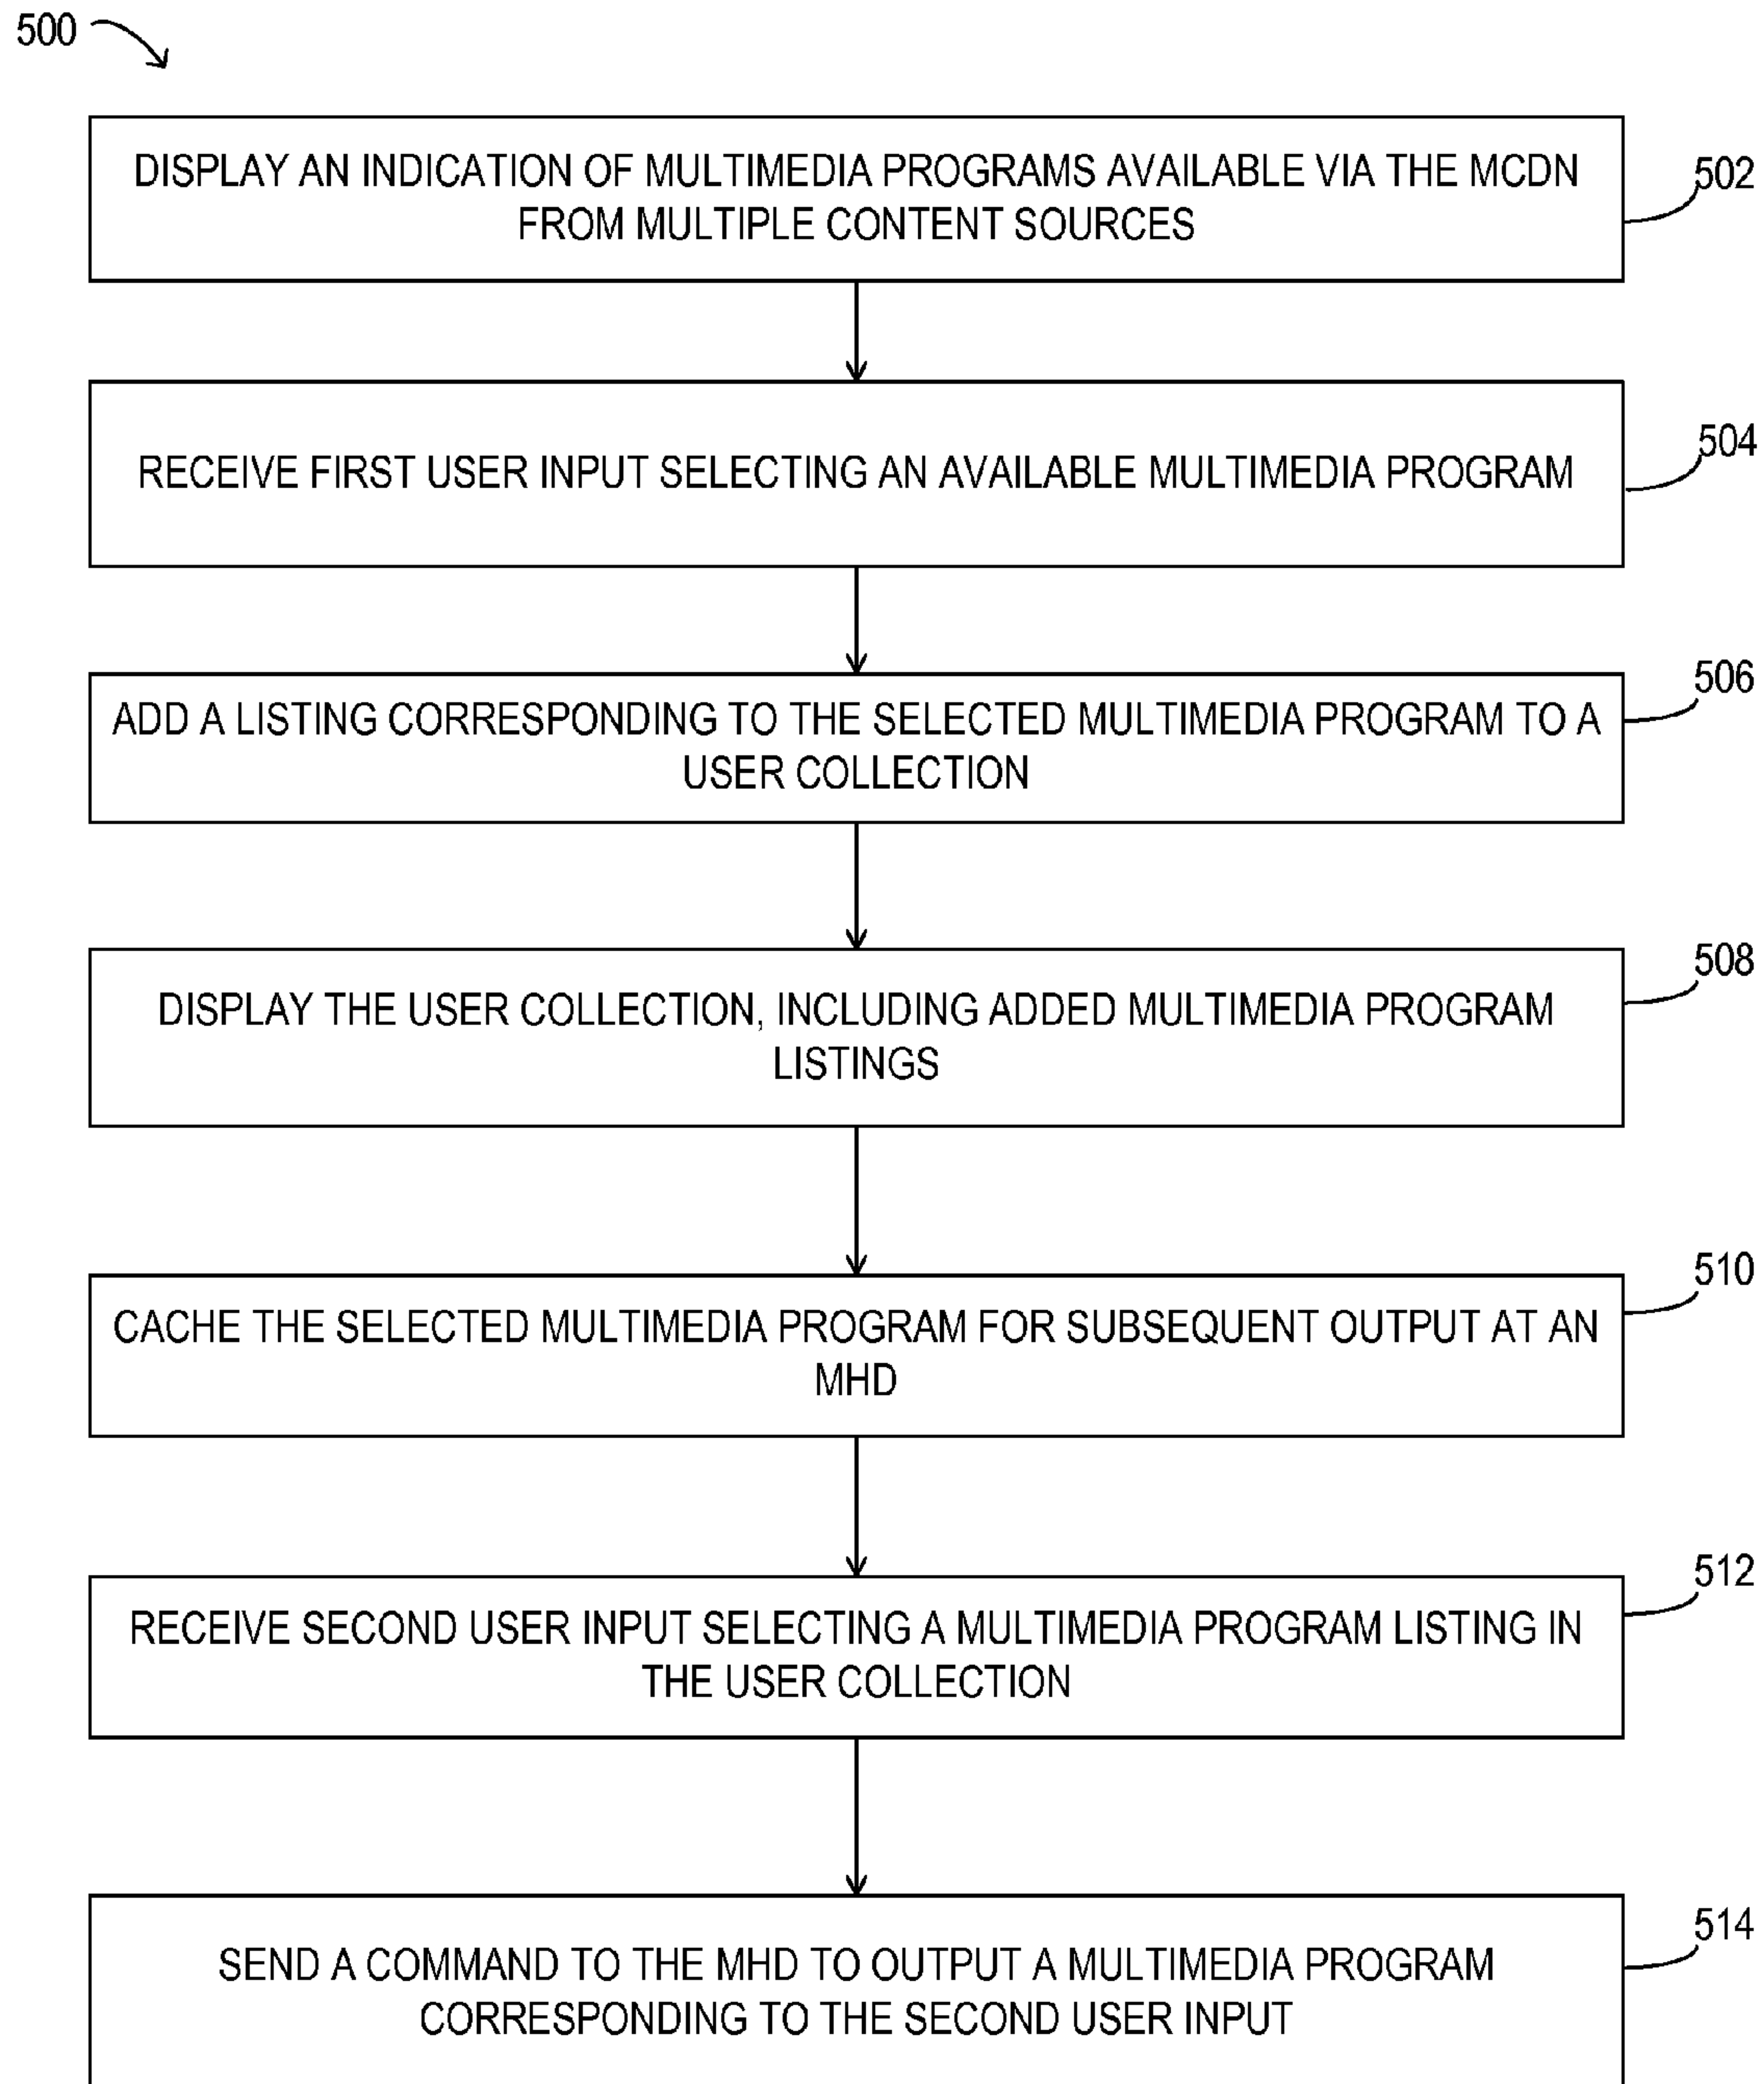 500
DISPLAY AN INDICATION OF MULTIMEDIA PROGRAMS AVAILABLE VIA THE MCDN
FROM MULTIPLE CONTENT SOURCES
502
RECEIVE FIRST USER INPUT SELECTING AN AVAILABLE MULTIMEDIA PROGRAM
504
ADD A LISTING CORRESPONDING TO THE SELECTED MULTIMEDIA PROGRAM TO A
USER COLLECTION
506
DISPLAY THE USER COLLECTION, INCLUDING ADDED MULTIMEDIA PROGRAM
LISTINGS
508
CACHE THE SELECTED MULTIMEDIA PROGRAM FOR SUBSEQUENT OUTPUT AT AN
MHD
510
RECEIVE SECOND USER INPUT SELECTING A MULTIMEDIA PROGRAM LISTING IN
THE USER COLLECTION
512
SEND A COMMAND TO THE MHD TO OUTPUT A MULTIMEDIA PROGRAM
CORRESPONDING TO THE SECOND USER INPUT
514